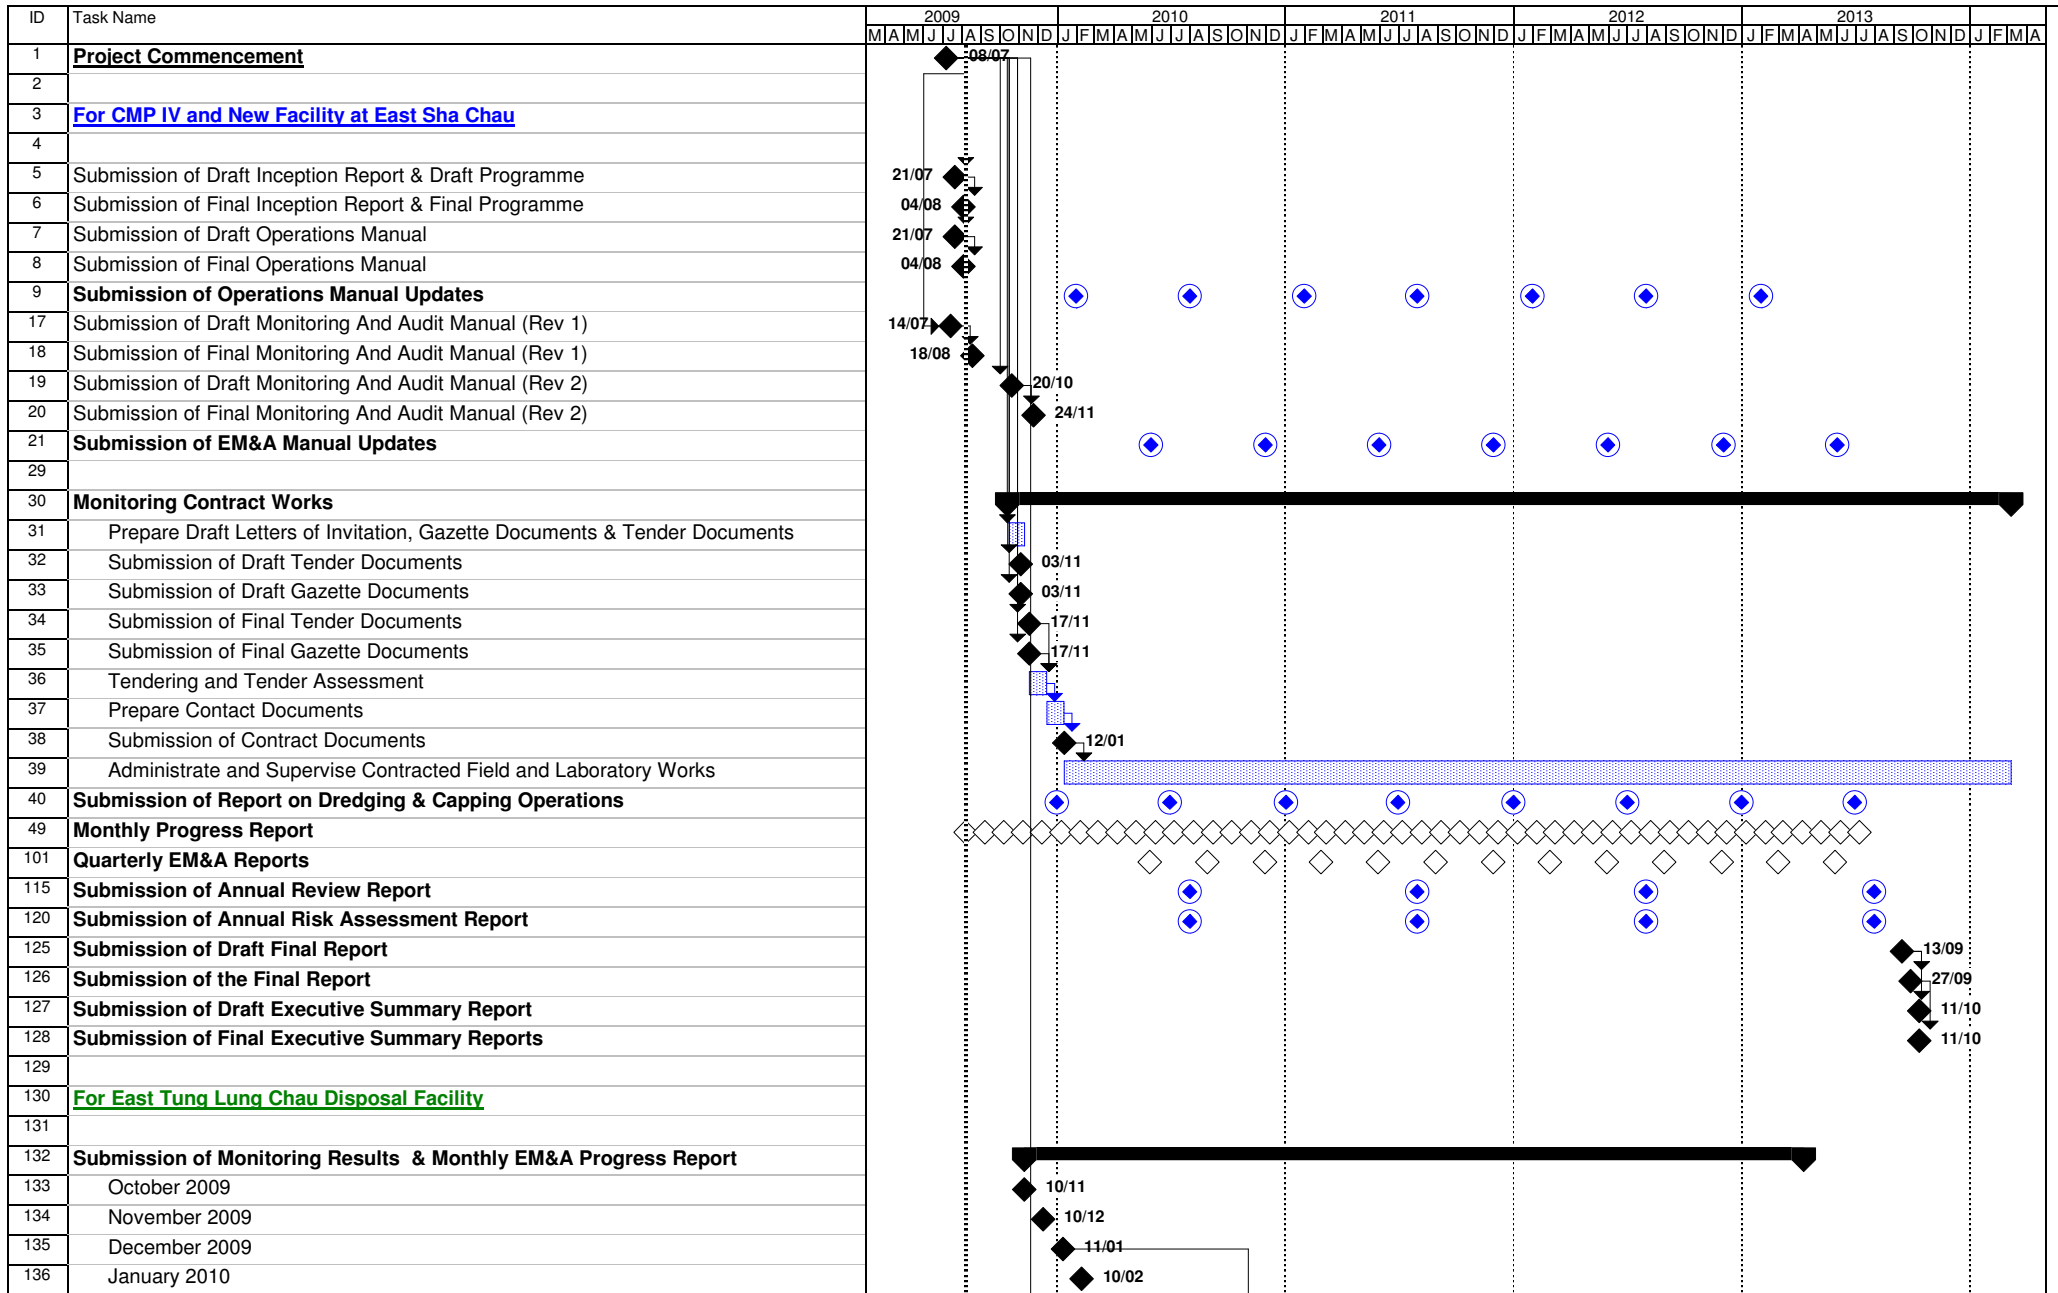 ID Task Name 2009 2010 2011 2012 2013
M A M J J A S O N D J F M A M J J A S O N D J F M A M J J A S O N D J F M A M J J A S O N D J F M A M J J A S O N D J F M A
1 Project Commencement 08/07
2
3 For CMP IV and New Facility at East Sha Chau
4
5 Submission of Draft Inception Report & Draft Programme 21/07
6 Submission of Final Inception Report & Final Programme 04/08
7 Submission of Draft Operations Manual 21/07
8 Submission of Final Operations Manual 04/08
9 Submission of Operations Manual Updates
17 Submission of Draft Monitoring And Audit Manual (Rev 1) 14/07
18 Submission of Final Monitoring And Audit Manual (Rev 1) 18/08
19 Submission of Draft Monitoring And Audit Manual (Rev 2) 20/10
20 Submission of Final Monitoring And Audit Manual (Rev 2) 24/11
21 Submission of EM&A Manual Updates
29
30 Monitoring Contract Works
31 Prepare Draft Letters of Invitation, Gazette Documents & Tender Documents
32 Submission of Draft Tender Documents 03/11
33 Submission of Draft Gazette Documents 03/11
34 Submission of Final Tender Documents 17/11
35 Submission of Final Gazette Documents 17/11
36 Tendering and Tender Assessment
37 Prepare Contact Documents
38 Submission of Contract Documents 12/01
39 Administrate and Supervise Contracted Field and Laboratory Works
40 Submission of Report on Dredging & Capping Operations
49 Monthly Progress Report
101 Quarterly EM&A Reports
115 Submission of Annual Review Report
120 Submission of Annual Risk Assessment Report
125 Submission of Draft Final Report 13/09
126 Submission of the Final Report 27/09
127 Submission of Draft Executive Summary Report 11/10
128 Submission of Final Executive Summary Reports 11/10
129
130 For East Tung Lung Chau Disposal Facility
131
132 Submission of Monitoring Results & Monthly EM&A Progress Report
133 October 2009 10/11
134 November 2009 10/12
135 December 2009 11/01
136 January 2010 10/02